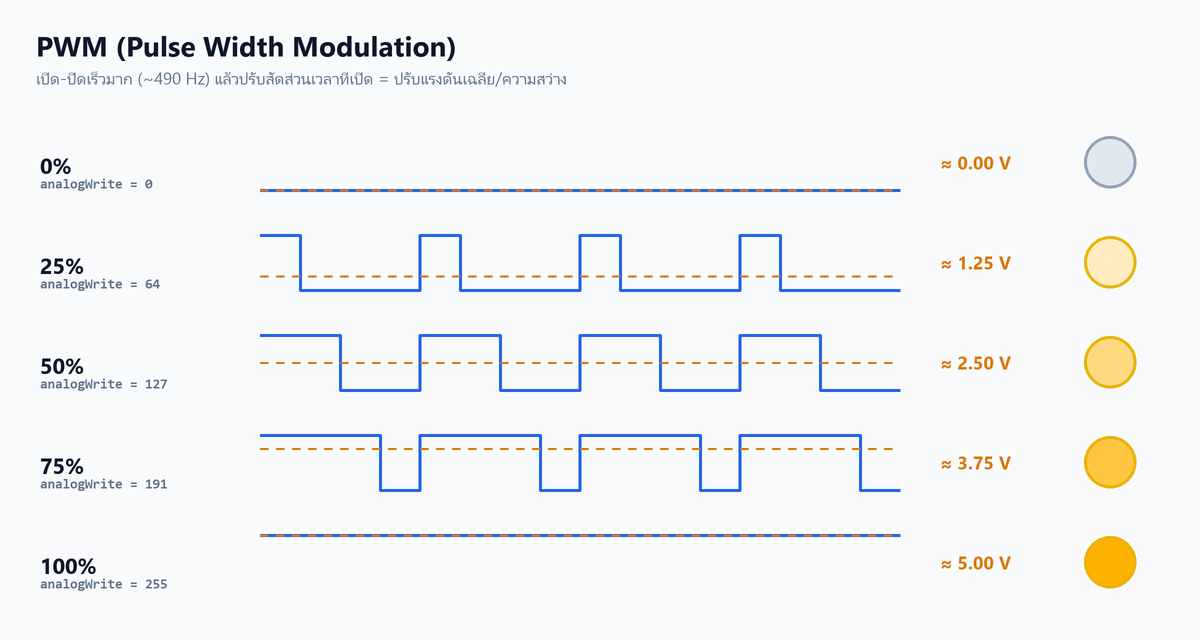 PWM (Pulse Width Modulation)
เปิด-ปิดเร็วมาก (~490 Hz) แล้วปรับสัดส่วนเวลาที่เปิด = ปรับแรงดันเฉลี่ย/ความสว่าง
0%
analogWrite = 0
≈ 0.00 V
25%
analogWrite = 64
≈ 1.25 V
50%
analogWrite = 127
≈ 2.50 V
75%
analogWrite = 191
≈ 3.75 V
100%
analogWrite = 255
≈ 5.00 V